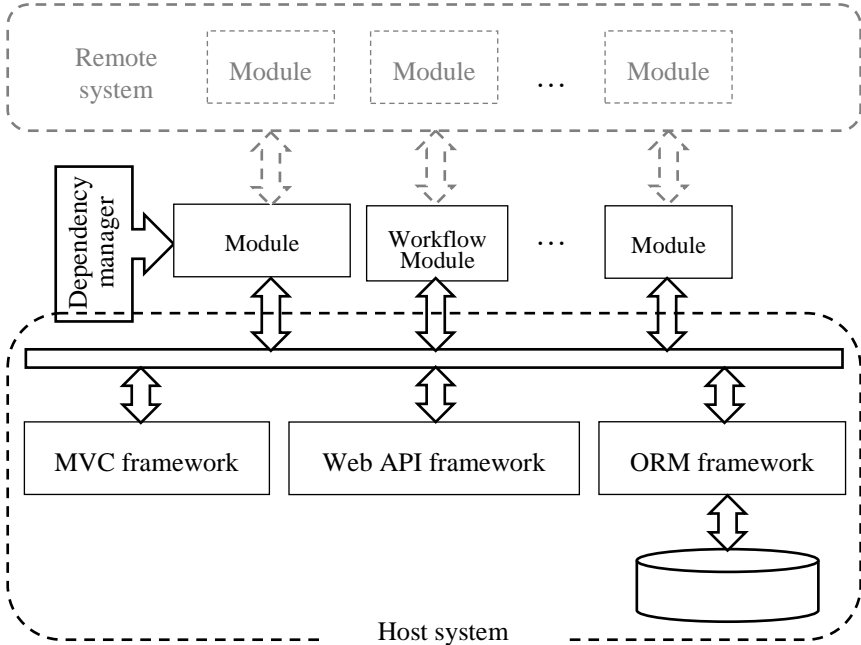 Remote
system
Module
Module
...
Module
Dependency
manager
Module
Workflow
Module
...
Module
MVC framework
Web API framework
ORM framework
Host system